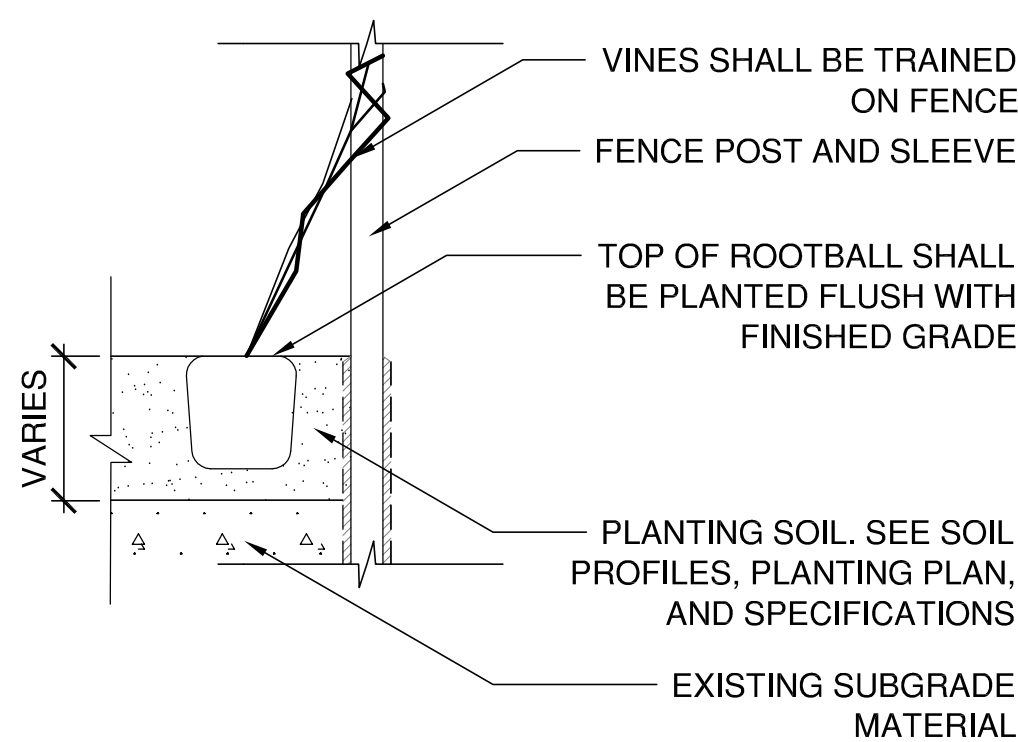 VINES SHALL BE TRAINED
ON FENCE
FENCE POST AND SLEEVE
TOP OF ROOTBALL SHALL
BE PLANTED FLUSH WITH
FINISHED GRADE
VARIES
PLANTING SOIL. SEE SOIL
PROFILES, PLANTING PLAN,
AND SPECIFICATIONS
EXISTING SUBGRADE
MATERIAL